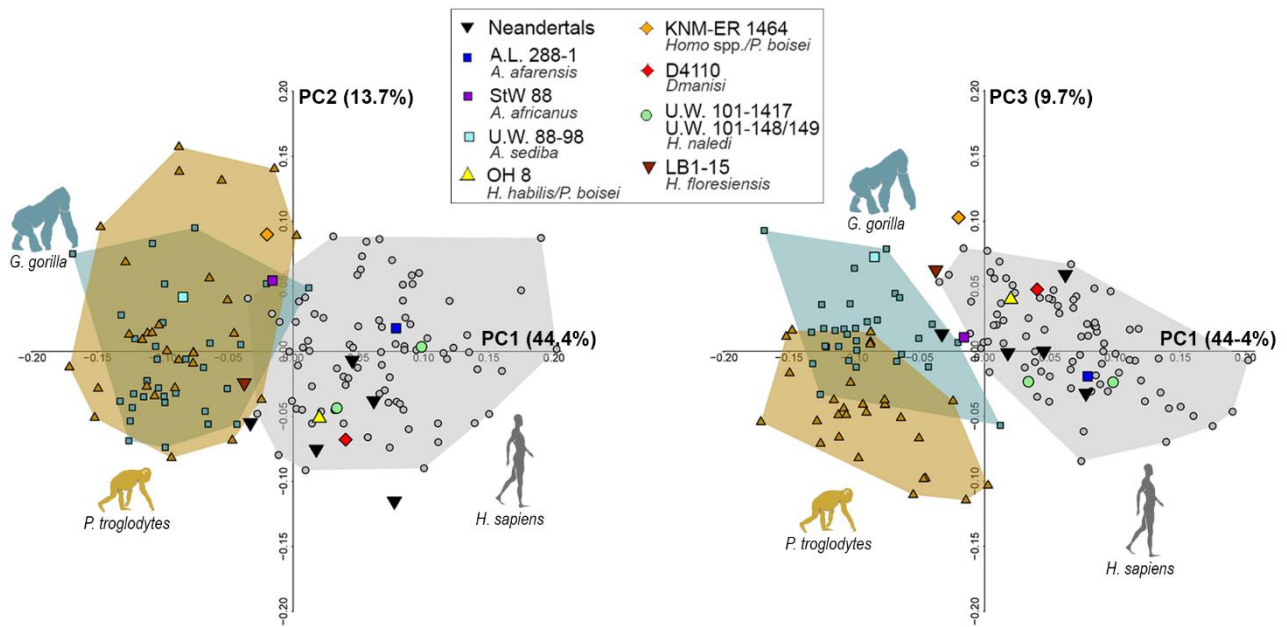 Neandertals
A.L. 288-1
A. afarensis
StW 88
A. africanus
U.W. 88-98
A. sediba
OH 8
H. habilis/P. boisei
KNM-ER 1464
Homo spp./P. boisei
D4110
Dmanisi
U.W. 101-1417
U.W. 101-148/149
H. naledi
LB1-15
H. floresiensis
PC2 (13.7%)
0.20
0.15
0.10
0.05
0.00
−0.05
−0.10
−0.15
−0.20
PC1 (44.4%)
−0.20
−0.15
−0.10
−0.05
0.00
0.05
0.10
0.15
0.20
G. gorilla
P. troglodytes
H. sapiens
PC3 (9.7%)
0.20
0.15
0.10
0.05
0.00
−0.05
−0.10
−0.15
−0.20
PC1 (44-4%)
−0.20
−0.15
−0.10
−0.05
0.00
0.05
0.10
0.15
0.20
G. gorilla
P. troglodytes
H. sapiens